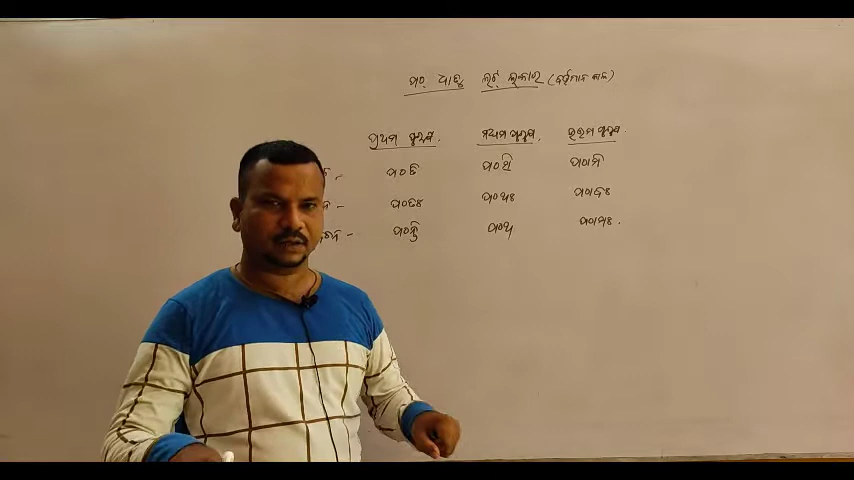 ପଠ୍ ଧାତୁ ଲଟ୍ ଲକାର (ବର୍ତ୍ତମାନ କାଳ)
ପ୍ରଥମ ପୁରୁଷ. ମଧ୍ୟମ ପୁରୁଷ. ଉତ୍ତମ ପୁରୁଷ.
ପଠତି ପଠସି ପଠାମି
ପଠତଃ ପଠଥଃ ପଠାବଃ
ପଠନ୍ତି ପଠଥ ପଠାମଃ.